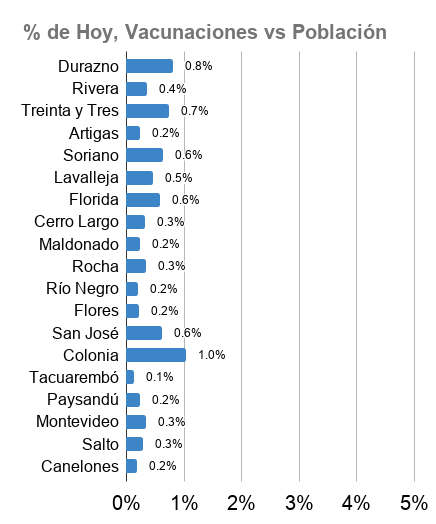 % de Hoy, Vacunaciones vs Población
Durazno 0.8%
Rivera 0.4%
Treinta y Tres 0.7%
Artigas 0.2%
Soriano 0.6%
Lavalleja 0.5%
Florida 0.6%
Cerro Largo 0.3%
Maldonado 0.2%
Rocha 0.3%
Río Negro 0.2%
Flores 0.2%
San José 0.6%
Colonia 1.0%
Tacuarembó 0.1%
Paysandú 0.2%
Montevideo 0.3%
Salto 0.3%
Canelones 0.2%
0% 1% 2% 3% 4% 5%